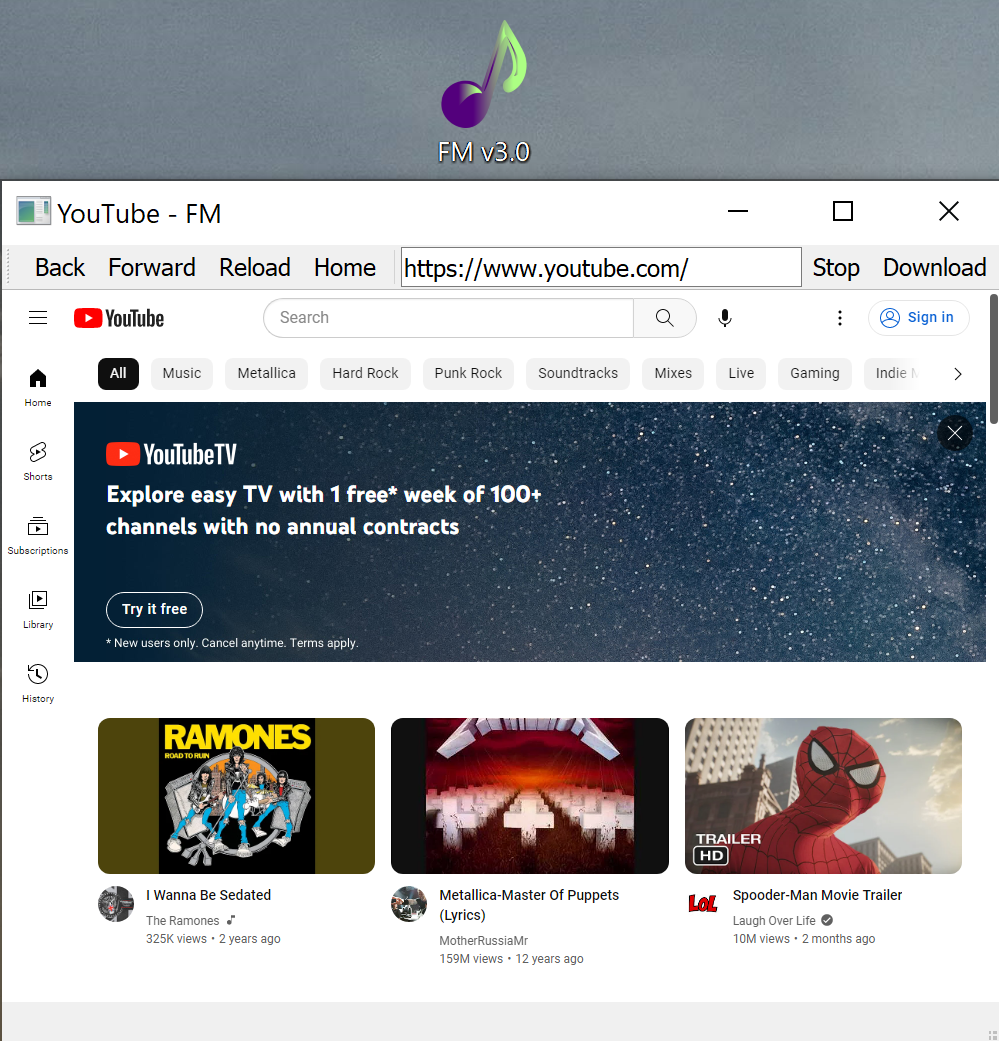 FM v3.0
YouTube - FM
Back Forward Reload Home https://www.youtube.com/ Stop Download
YouTube Search Sign in
All Music Metallica Hard Rock Punk Rock Soundtracks Mixes Live Gaming Indie M
Home
Shorts
Subscriptions
Library
History
YouTubeTV
Explore easy TV with 1 free* week of 100+
channels with no annual contracts
Try it free
* New users only. Cancel anytime. Terms apply.
RAMONES
ROAD TO RUIN
I Wanna Be Sedated
The Ramones
325K views • 2 years ago
Metallica-Master Of Puppets
(Lyrics)
MotherRussiaMr
159M views • 12 years ago
TRAILER
HD
LOL
Spooder-Man Movie Trailer
Laugh Over Life
10M views • 2 months ago